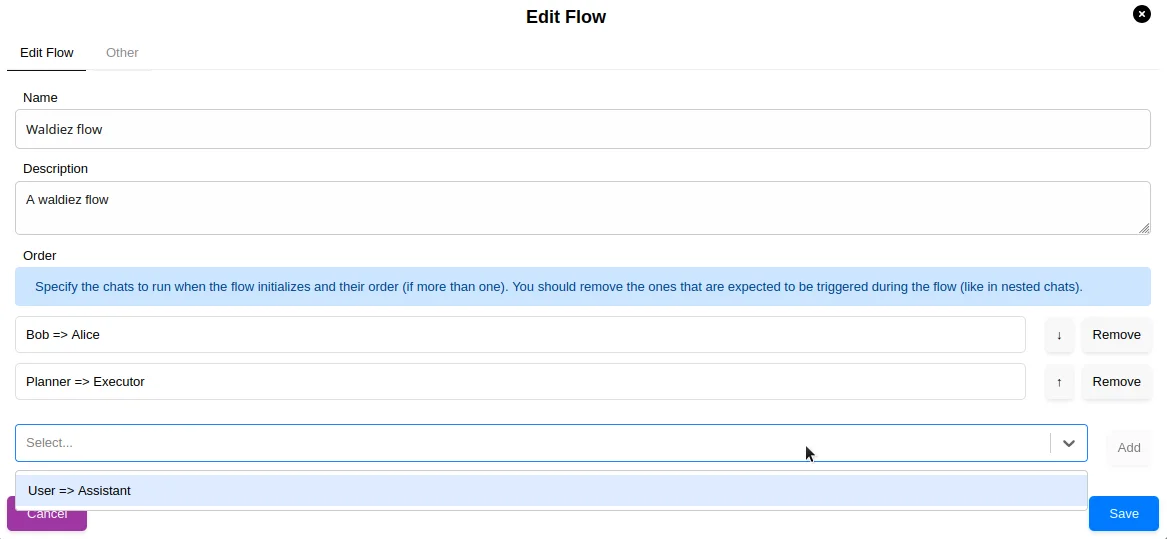 Edit Flow
Edit Flow Other
Name
Waldiez flow
Description
A waldiez flow
Order
Specify the chats to run when the flow initializes and their order (if more than one). You should remove the ones that are expected to be triggered during the flow (like in nested chats).
Bob => Alice ↓ Remove
Planner => Executor ↑ Remove
Select... Add
User => Assistant
Cancel Save